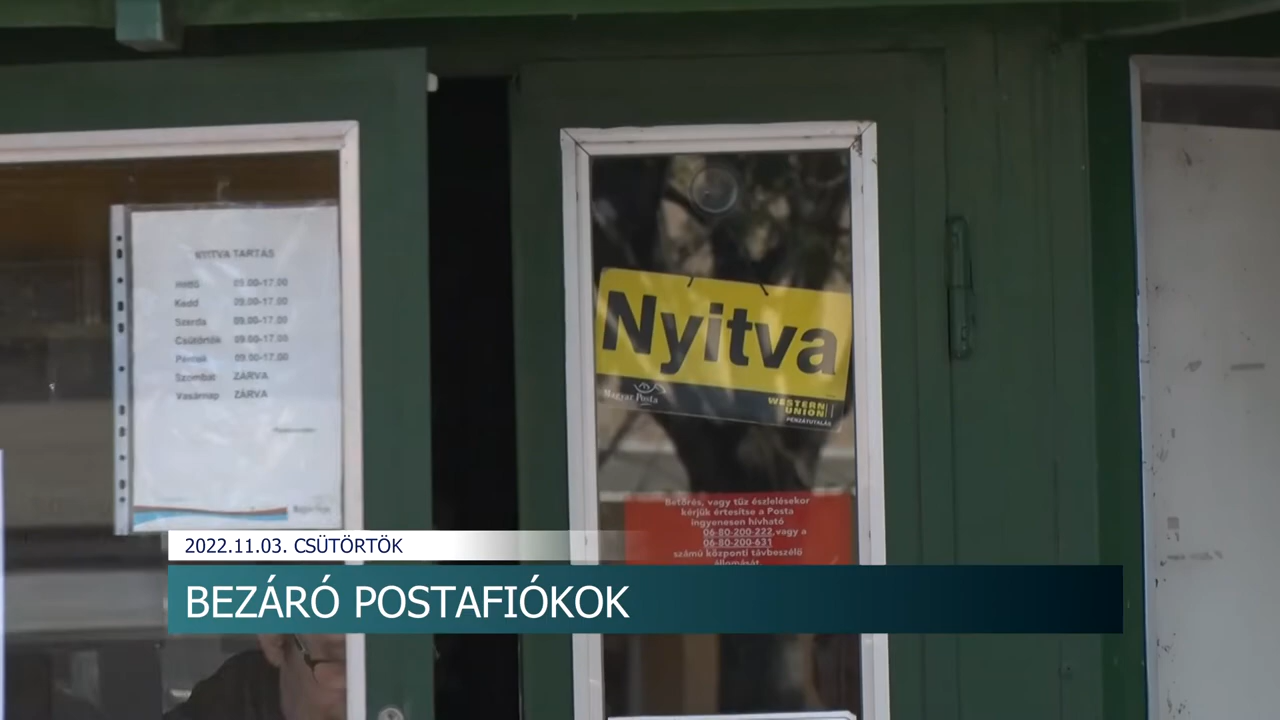 NYITVA TARTÁS
Hétfő 09.00-17.00
Kedd 09.00-17.00
Szerda 09.00-17.00
Csütörtök 09.00-17.00
Péntek 09.00-17.00
Szombat ZÁRVA
Vasárnap ZÁRVA
Nyitva
Magyar Posta
WESTERN
UNION
PÉNZÁTUTALÁS
Betörés, vagy tűz észlelésekor
kérjük értesítse a Posta
ingyenesen hívható
06-80-200-222,vagy a
06-80-200-631
számú központi távbeszélő
állomását.
2022.11.03. CSÜTÖRTÖK
BEZÁRÓ POSTAFIÓKOK